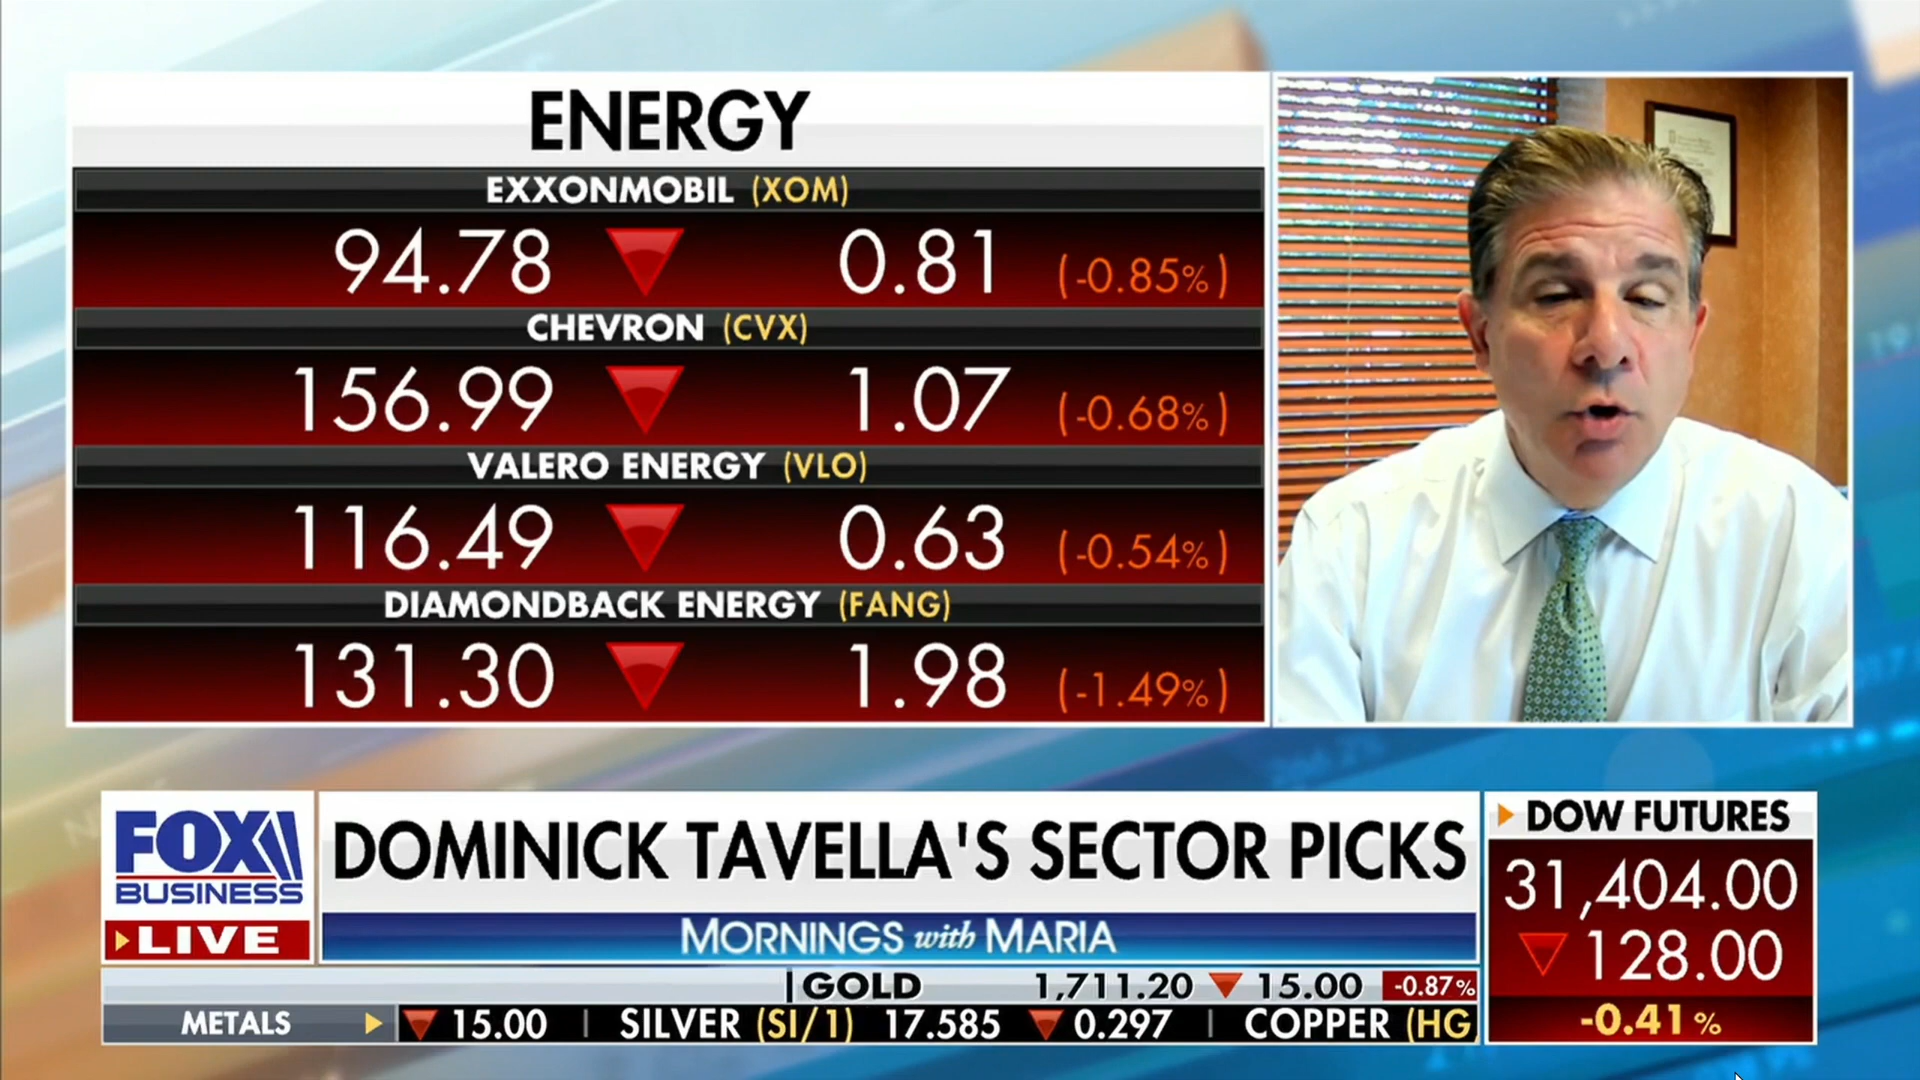 ENERGY
EXXONMOBIL (XOM)
94.78 ▼ 0.81 (-0.85%)
CHEVRON (CVX)
156.99 ▼ 1.07 (-0.68%)
VALERO ENERGY (VLO)
116.49 ▼ 0.63 (-0.54%)
DIAMONDBACK ENERGY (FANG)
131.30 ▼ 1.98 (-1.49%)
FOX
BUSINESS
LIVE
DOMINICK TAVELLA'S SECTOR PICKS
MORNINGS with MARIA
DOW FUTURES
31,404.00
▼ 128.00
-0.41%
GOLD 1,711.20 ▼ 15.00 -0.87%
METALS ▼ 15.00 | SILVER (SI/1) 17.585 ▼ 0.297 | COPPER (HG